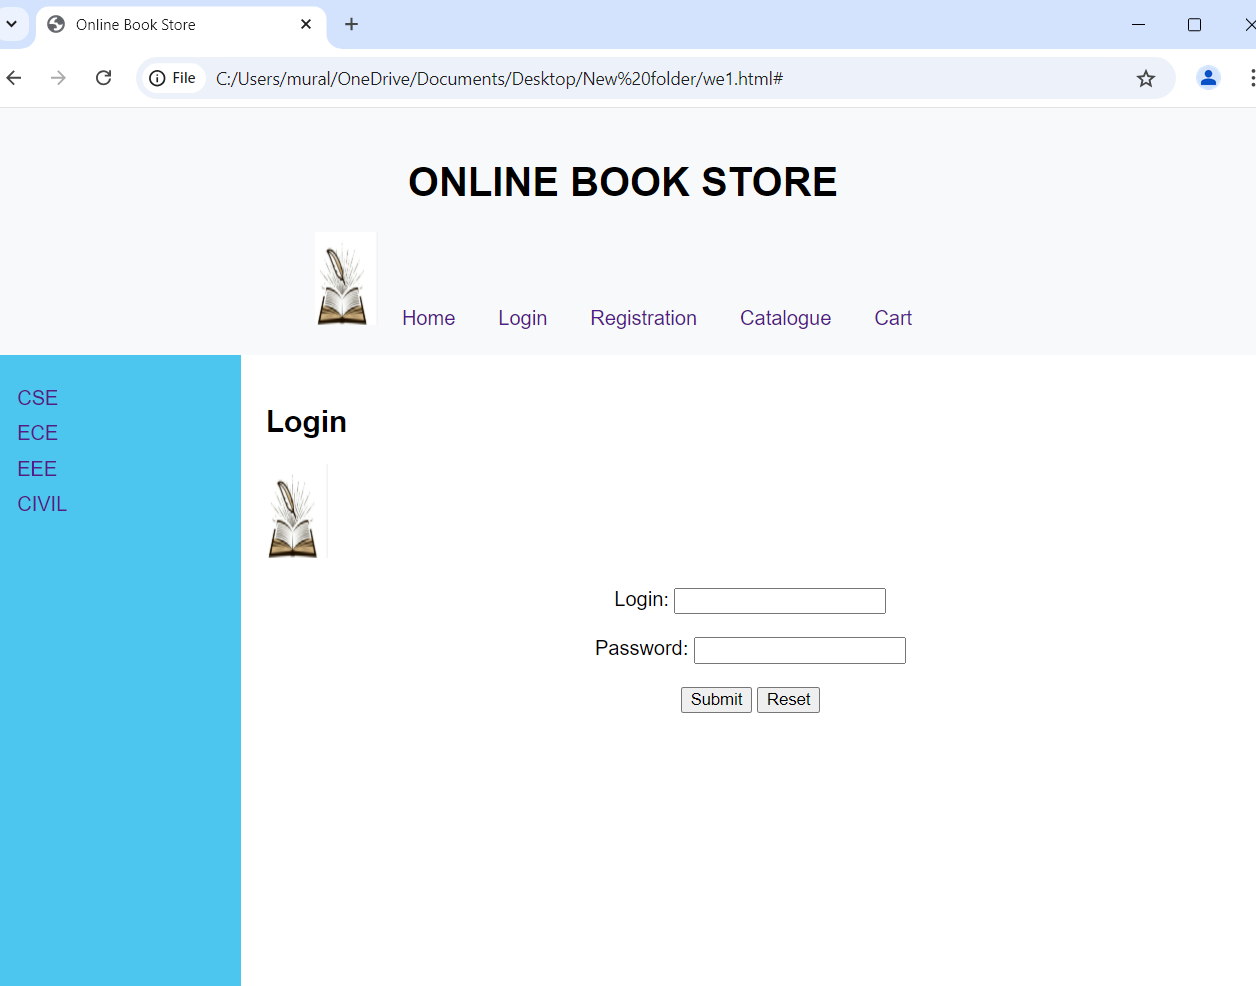 Online Book Store
File C:/Users/mural/OneDrive/Documents/Desktop/New%20folder/we1.html#
ONLINE BOOK STORE
Home Login Registration Catalogue Cart
CSE
ECE
EEE
CIVIL
Login
Login:
Password:
Submit Reset